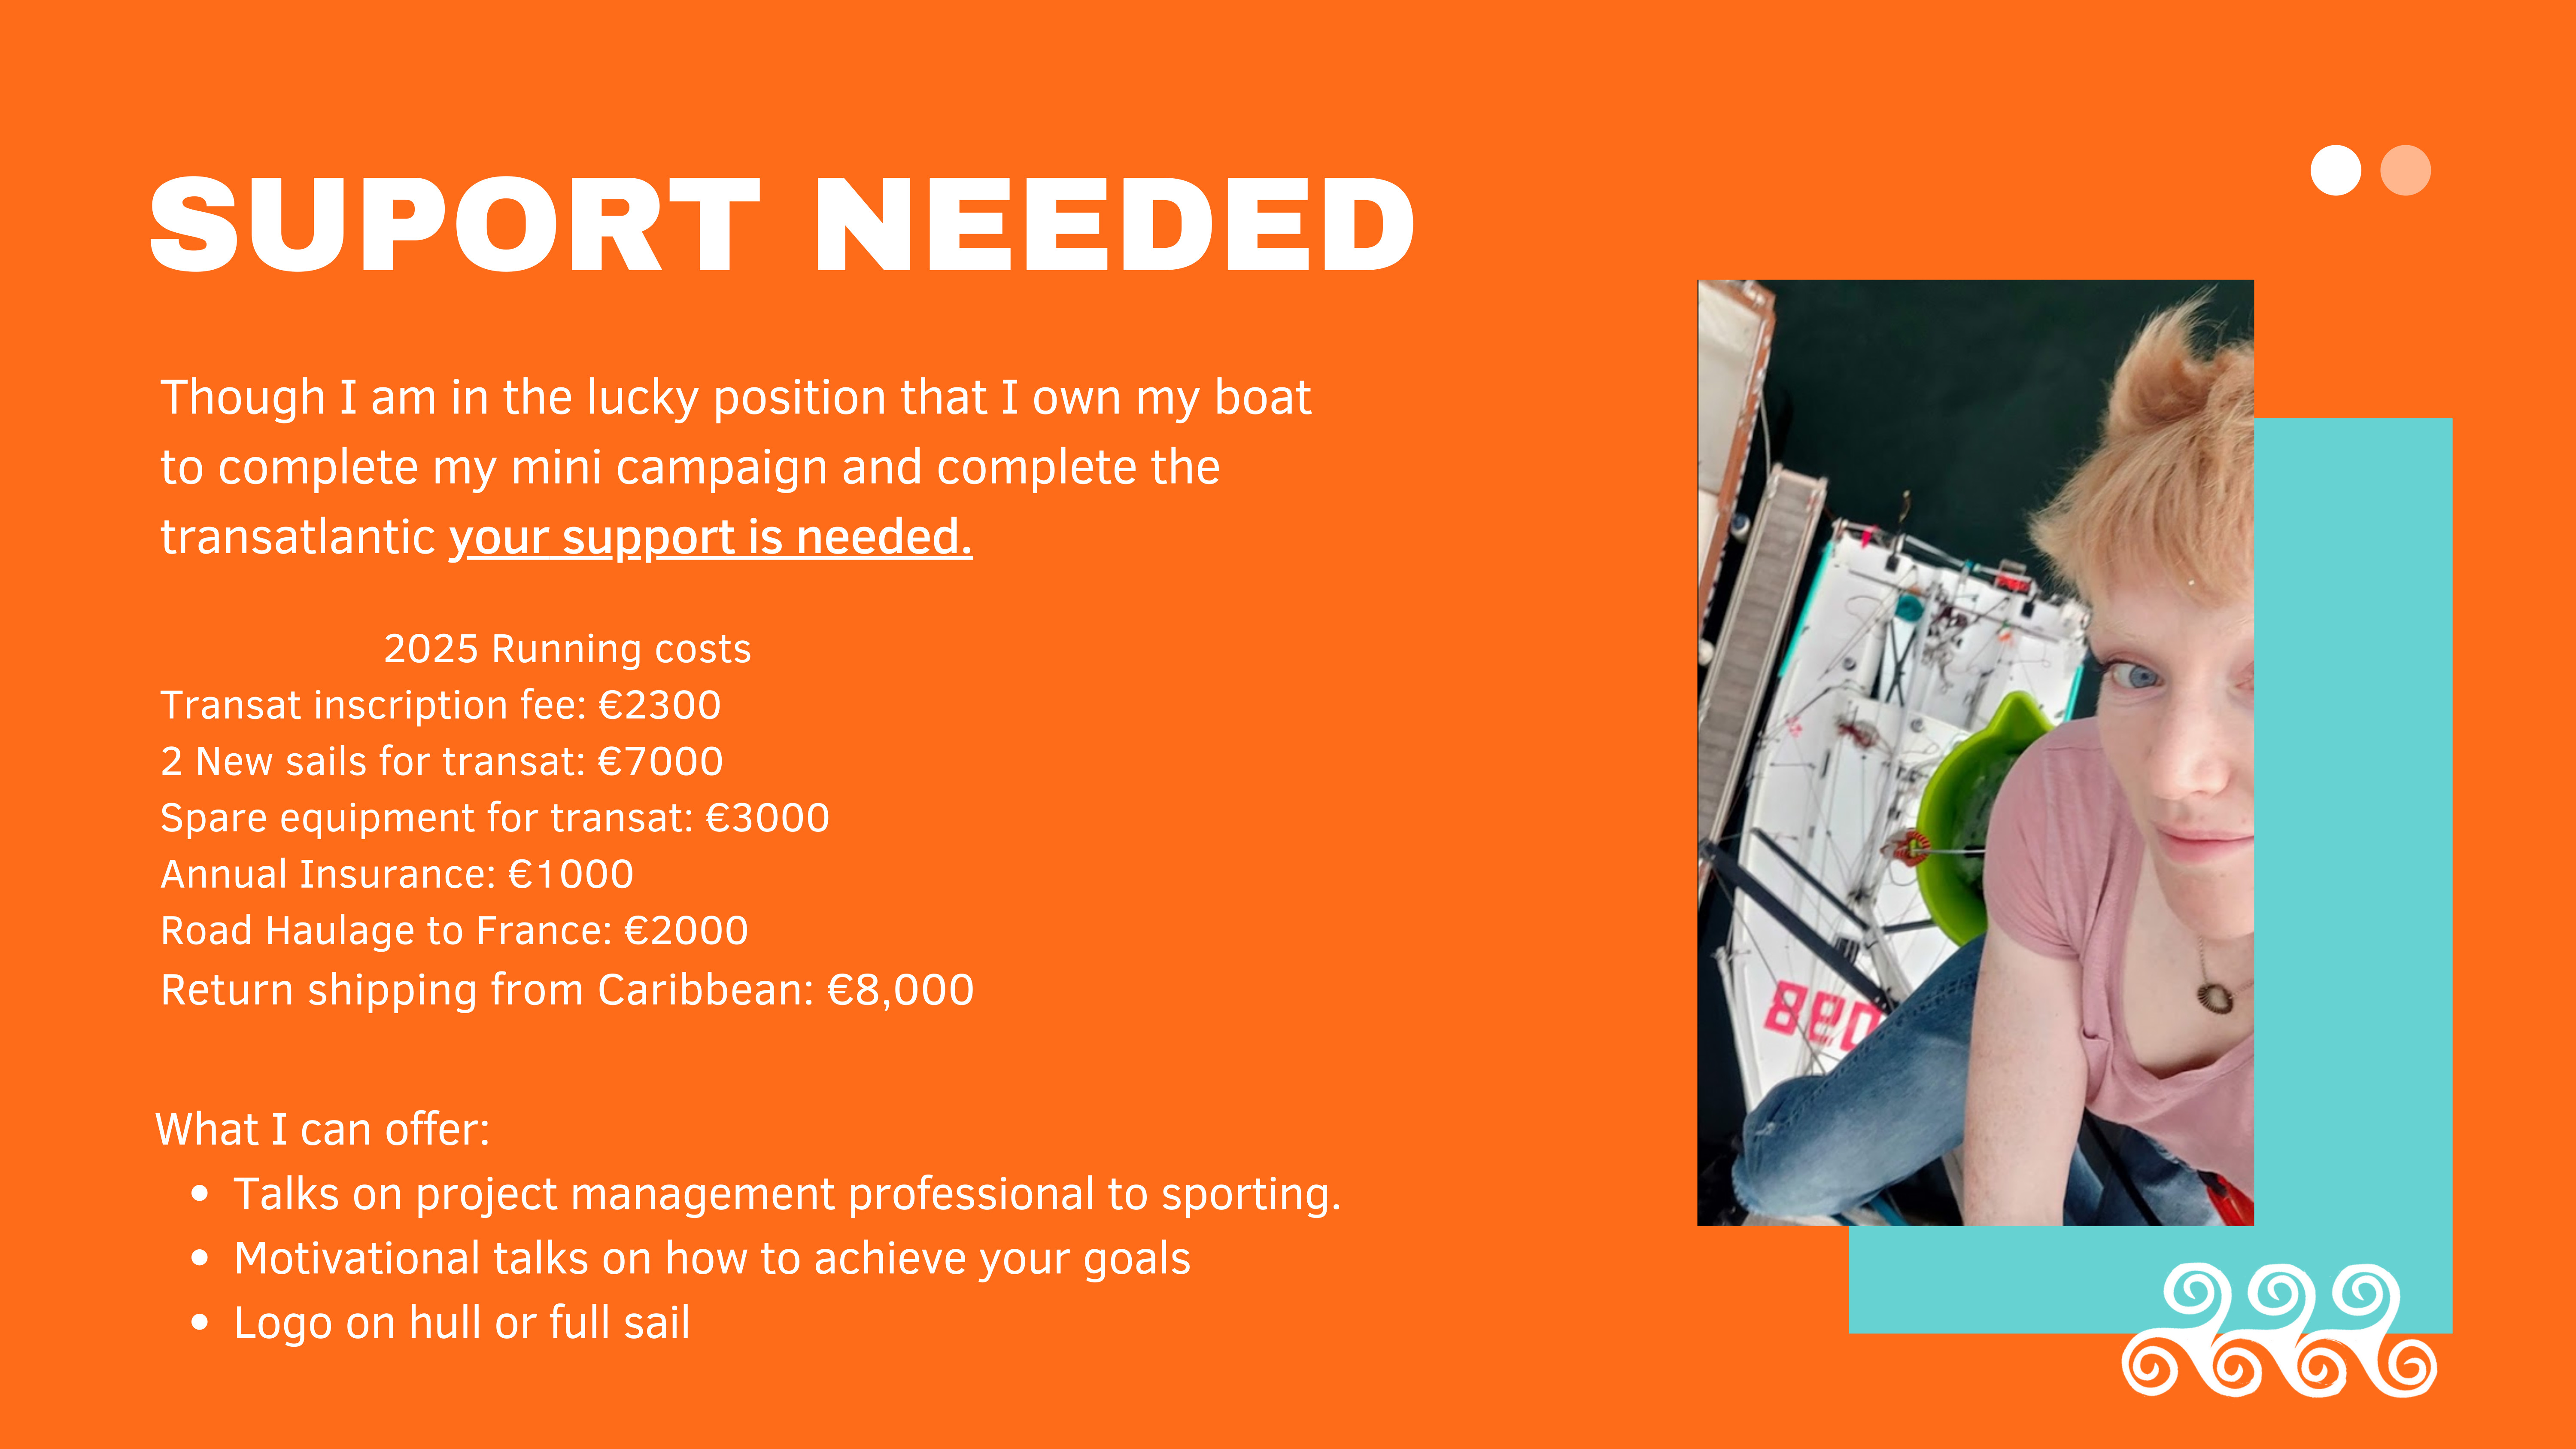 SUPORT NEEDED
Though I am in the lucky position that I own my boat
to complete my mini campaign and complete the
transatlantic your support is needed.
2025 Running costs
Transat inscription fee: €2300
2 New sails for transat: €7000
Spare equipment for transat: €3000
Annual Insurance: €1000
Road Haulage to France: €2000
Return shipping from Caribbean: €8,000
What I can offer:
• Talks on project management professional to sporting.
• Motivational talks on how to achieve your goals
• Logo on hull or full sail